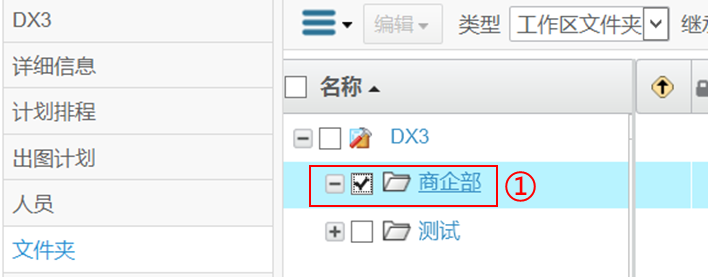 DX3
详细信息
计划排程
出图计划
人员
文件夹
编辑 类型 工作区文件夹
名称
DX3
商企部 ①
测试